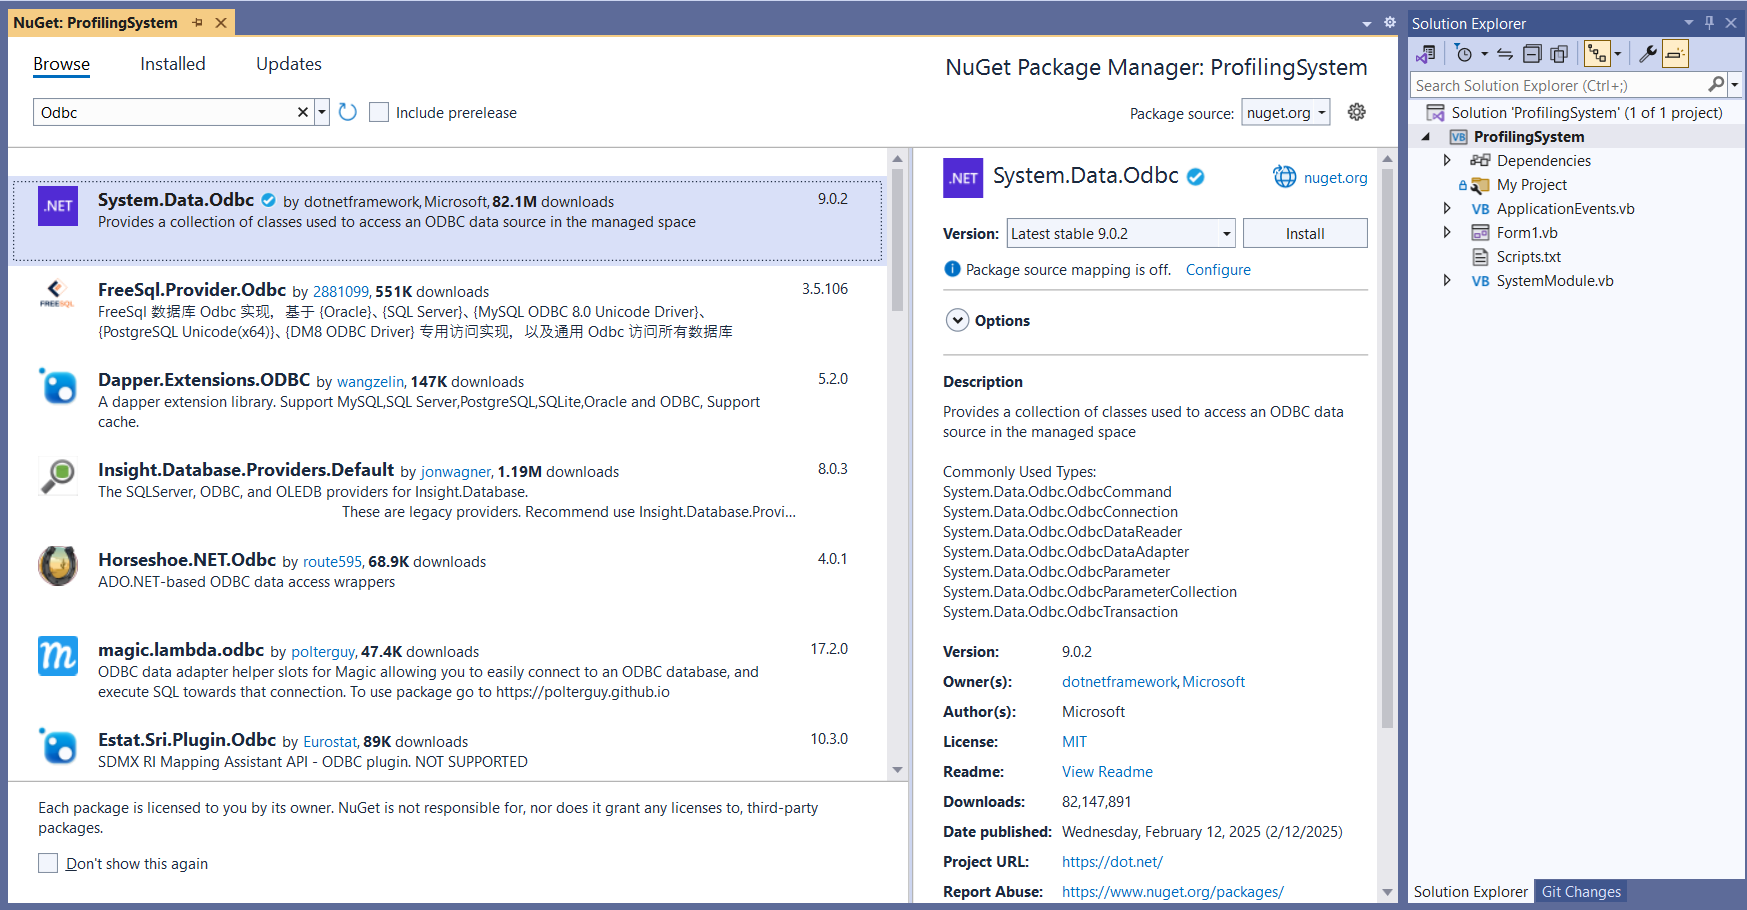 NuGet: ProfilingSystem
Browse
Installed
Updates
NuGet Package Manager: ProfilingSystem
Odbc
Include prerelease
Package source: nuget.org
.NET
System.Data.Odbc by dotnetframework, Microsoft, 82.1M downloads
9.0.2
Provides a collection of classes used to access an ODBC data source in the managed space
FREESQL
FreeSql.Provider.Odbc by 2881099, 551K downloads
3.5.106
FreeSql 数据库 Odbc 实现，基于 {Oracle}、{SQL Server}、{MySQL ODBC 8.0 Unicode Driver}、
{PostgreSQL Unicode(x64)}、{DM8 ODBC Driver} 专用访问实现，以及通用 Odbc 访问所有数据库
Dapper.Extensions.ODBC by wangzelin, 147K downloads
5.2.0
A dapper extension library. Support MySQL,SQL Server,PostgreSQL,SQLite,Oracle and ODBC, Support
cache.
Insight.Database.Providers.Default by jonwagner, 1.19M downloads
8.0.3
The SQLServer, ODBC, and OLEDB providers for Insight.Database.
These are legacy providers. Recommend use Insight.Database.Provi...
Horseshoe.NET.Odbc by route595, 68.9K downloads
4.0.1
ADO.NET-based ODBC data access wrappers
m
magic.lambda.odbc by polterguy, 47.4K downloads
17.2.0
ODBC data adapter helper slots for Magic allowing you to easily connect to an ODBC database, and
execute SQL towards that connection. To use package go to https://polterguy.github.io
Estat.Sri.Plugin.Odbc by Eurostat, 89K downloads
10.3.0
SDMX RI Mapping Assistant API - ODBC plugin. NOT SUPPORTED
Each package is licensed to you by its owner. NuGet is not responsible for, nor does it grant any licenses to, third-party
packages.
Don't show this again
.NET
System.Data.Odbc
nuget.org
Version: Latest stable 9.0.2
Install
Package source mapping is off. Configure
Options
Description
Provides a collection of classes used to access an ODBC data
source in the managed space
Commonly Used Types:
System.Data.Odbc.OdbcCommand
System.Data.Odbc.OdbcConnection
System.Data.Odbc.OdbcDataReader
System.Data.Odbc.OdbcDataAdapter
System.Data.Odbc.OdbcParameter
System.Data.Odbc.OdbcParameterCollection
System.Data.Odbc.OdbcTransaction
Version: 9.0.2
Owner(s): dotnetframework, Microsoft
Author(s): Microsoft
License: MIT
Readme: View Readme
Downloads: 82,147,891
Date published: Wednesday, February 12, 2025 (2/12/2025)
Project URL: https://dot.net/
Report Abuse: https://www.nuget.org/packages/
Solution Explorer
Search Solution Explorer (Ctrl+;)
Solution 'ProfilingSystem' (1 of 1 project)
VB ProfilingSystem
Dependencies
My Project
VB ApplicationEvents.vb
Form1.vb
Scripts.txt
VB SystemModule.vb
Solution Explorer
Git Changes